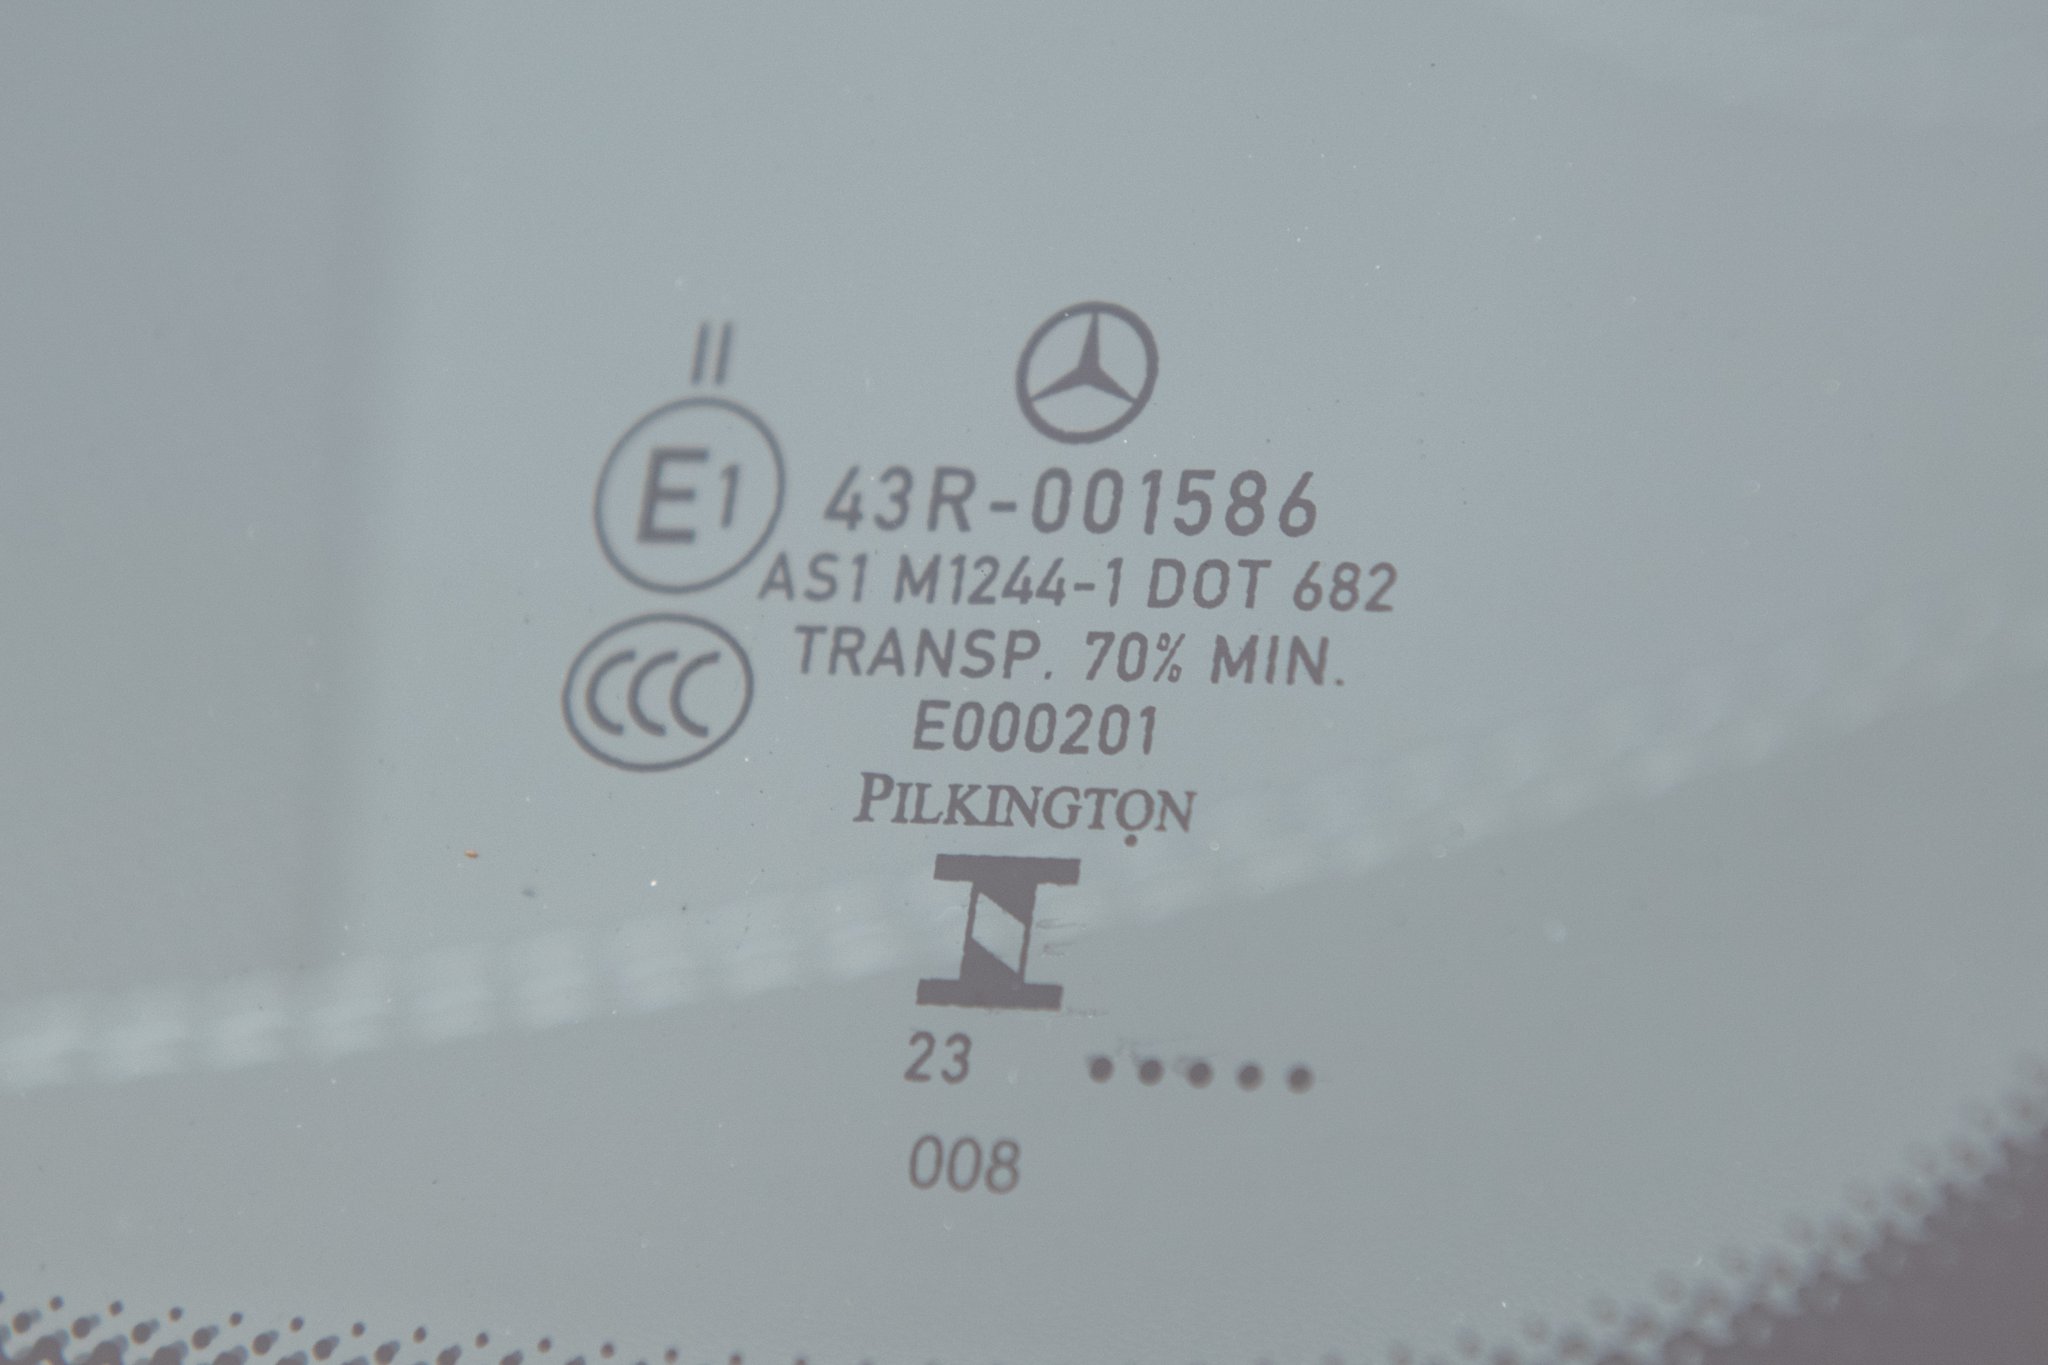 II
E1 43R-001586
AS1 M1244-1 DOT 682
CCC TRANSP. 70% MIN.
E000201
PILKINGTON
23 •••••
008